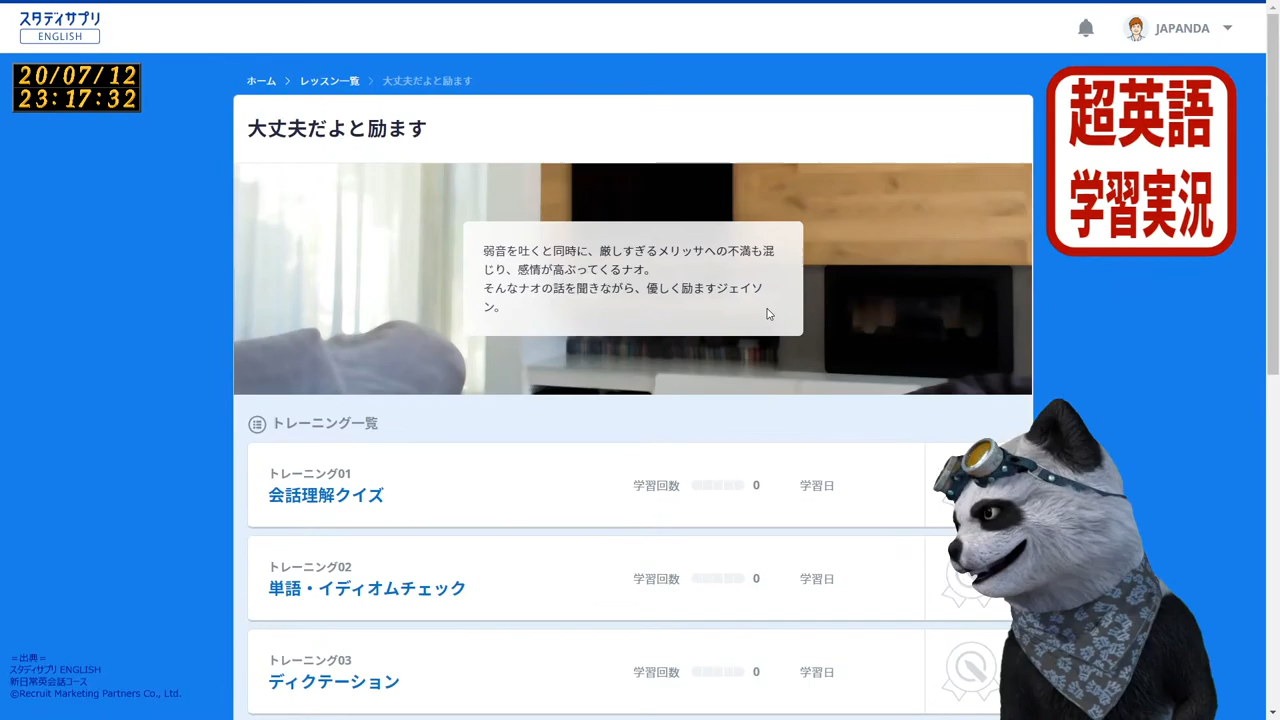 スタディサプリ
ENGLISH
JAPANDA
20/07/12
23:17:32
ホーム > レッスン一覧 > 大丈夫だよと励ます
大丈夫だよと励ます
超英語
学習実況
弱音を吐くと同時に、厳しすぎるメリッサへの不満も混
じり、感情が高ぶってくるナオ。
そんなナオの話を聞きながら、優しく励ますジェイソ
ン。
トレーニング一覧
トレーニング01
会話理解クイズ
学習回数 0 学習日
トレーニング02
単語・イディオムチェック
学習回数 0 学習日
トレーニング03
ディクテーション
学習回数 0 学習日
＝出典＝
スタディサプリ ENGLISH
新日常英会話コース
©Recruit Marketing Partners Co., Ltd.